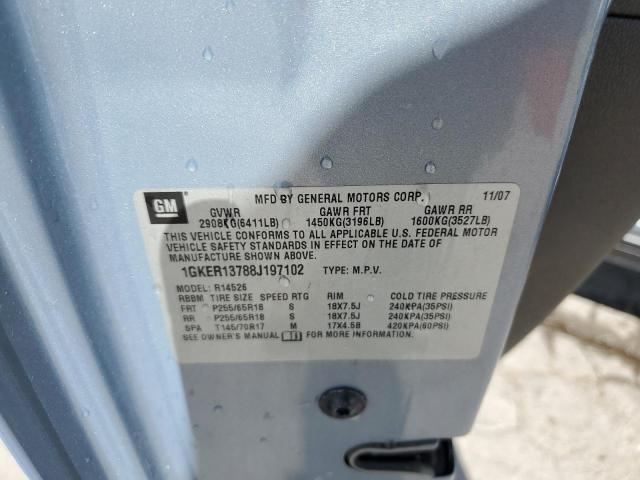 GM
MFD BY GENERAL MOTORS CORP. 11/07
GVWR GAWR FRT GAWR RR
2908KG(6411LB) 1450KG(3196LB) 1600KG(3527LB)
THIS VEHICLE CONFORMS TO ALL APPLICABLE U.S. FEDERAL MOTOR
VEHICLE SAFETY STANDARDS IN EFFECT ON THE DATE OF
MANUFACTURE SHOWN ABOVE.
1GKER13788J197102 TYPE: M.P.V.
MODEL: R14526
RBBM TIRE SIZE SPEED RTG RIM COLD TIRE PRESSURE
FRT P255/65R18 S 18X7.5J 240KPA(35PSI)
RR P255/65R18 S 18X7.5J 240KPA(35PSI)
SPA T145/70R17 M 17X4.5B 420KPA(60PSI)
SEE OWNER'S MANUAL FOR MORE INFORMATION.